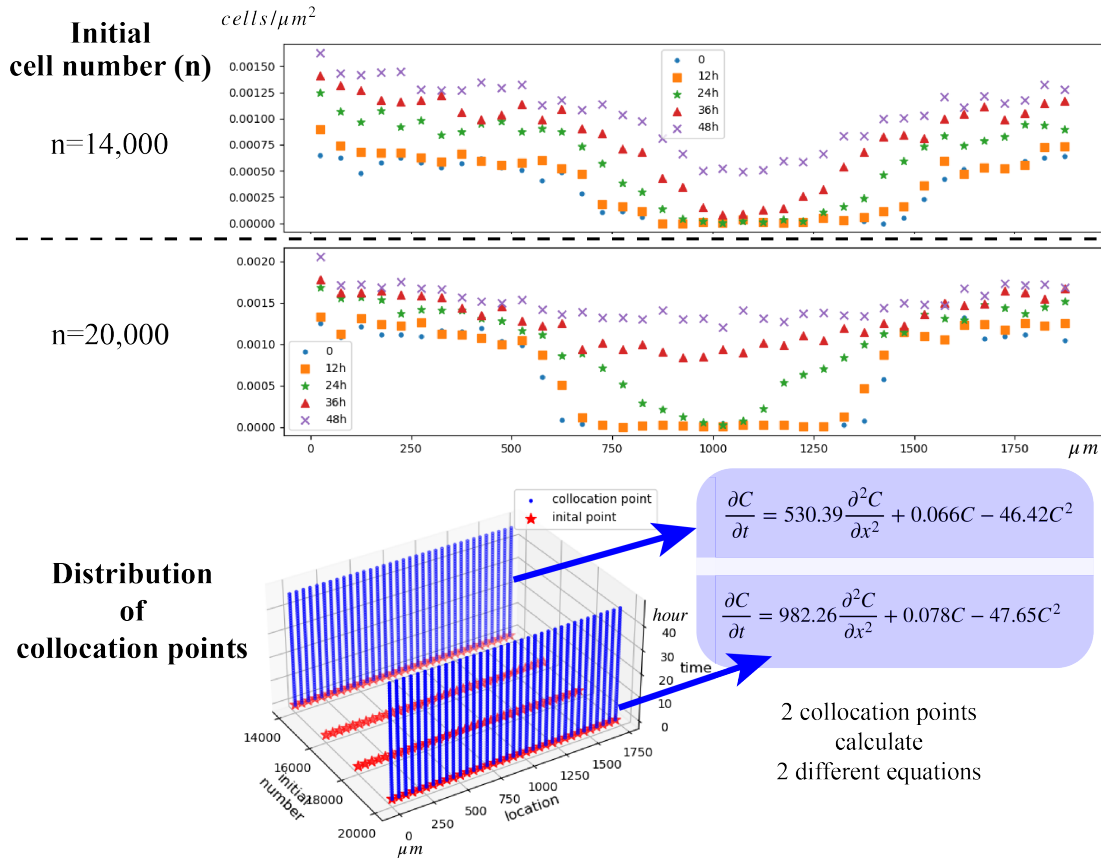 Initial
cell number (n)
cells/μm²
0.00150
0.00125
0.00100
0.00075
0.00050
0.00025
0.00000
0
12h
24h
36h
48h
n=14,000
0.0020
0.0015
0.0010
0.0005
0.0000
0
12h
24h
36h
48h
n=20,000
0 250 500 750 1000 1250 1500 1750 μm
collocation point
inital point
∂C/∂t = 530.39 ∂²C/∂x² + 0.066C − 46.42C²
∂C/∂t = 982.26 ∂²C/∂x² + 0.078C − 47.65C²
Distribution
of
collocation points
hour
40
30
20
10
0
time
14000
16000
18000
20000
initial
number
0
250
500
750
1000
1250
1500
1750
location
μm
2 collocation points
calculate
2 different equations